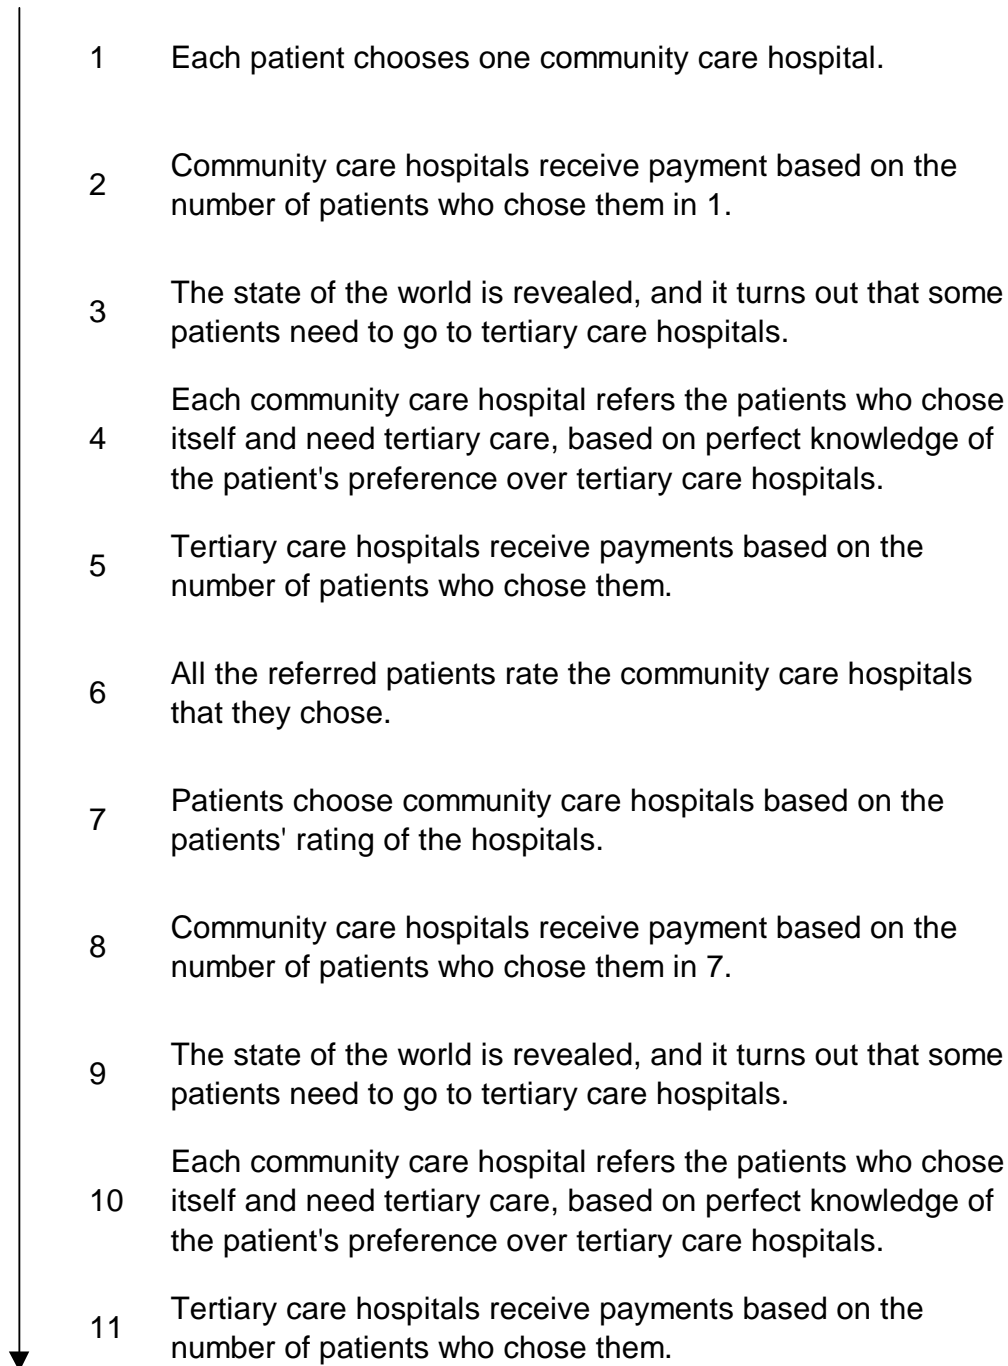 1 Each patient chooses one community care hospital.
2 Community care hospitals receive payment based on the
number of patients who chose them in 1.
3 The state of the world is revealed, and it turns out that some
patients need to go to tertiary care hospitals.
Each community care hospital refers the patients who chose
4 itself and need tertiary care, based on perfect knowledge of
the patient's preference over tertiary care hospitals.
5 Tertiary care hospitals receive payments based on the
number of patients who chose them.
6 All the referred patients rate the community care hospitals
that they chose.
7 Patients choose community care hospitals based on the
patients' rating of the hospitals.
8 Community care hospitals receive payment based on the
number of patients who chose them in 7.
9 The state of the world is revealed, and it turns out that some
patients need to go to tertiary care hospitals.
Each community care hospital refers the patients who chose
10 itself and need tertiary care, based on perfect knowledge of
the patient's preference over tertiary care hospitals.
11 Tertiary care hospitals receive payments based on the
number of patients who chose them.